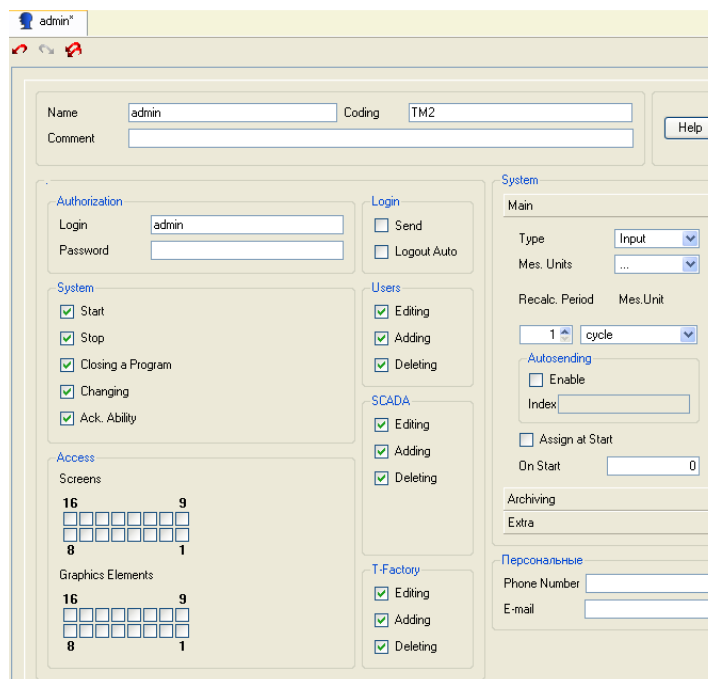 admin*
Name admin Coding TM2
Comment
Help
Authorization
Login admin
Password
Login
Send
Logout Auto
System
Start
Stop
Closing a Program
Changing
Ack. Ability
Users
Editing
Adding
Deleting
SCADA
Editing
Adding
Deleting
Access
Screens
16 9
8 1
Graphics Elements
16 9
8 1
T-Factory
Editing
Adding
Deleting
System
Main
Type Input
Mes. Units ...
Recalc. Period Mes.Unit
1 cycle
Autosending
Enable
Index
Assign at Start
On Start 0
Archiving
Extra
Персональные
Phone Number
E-mail